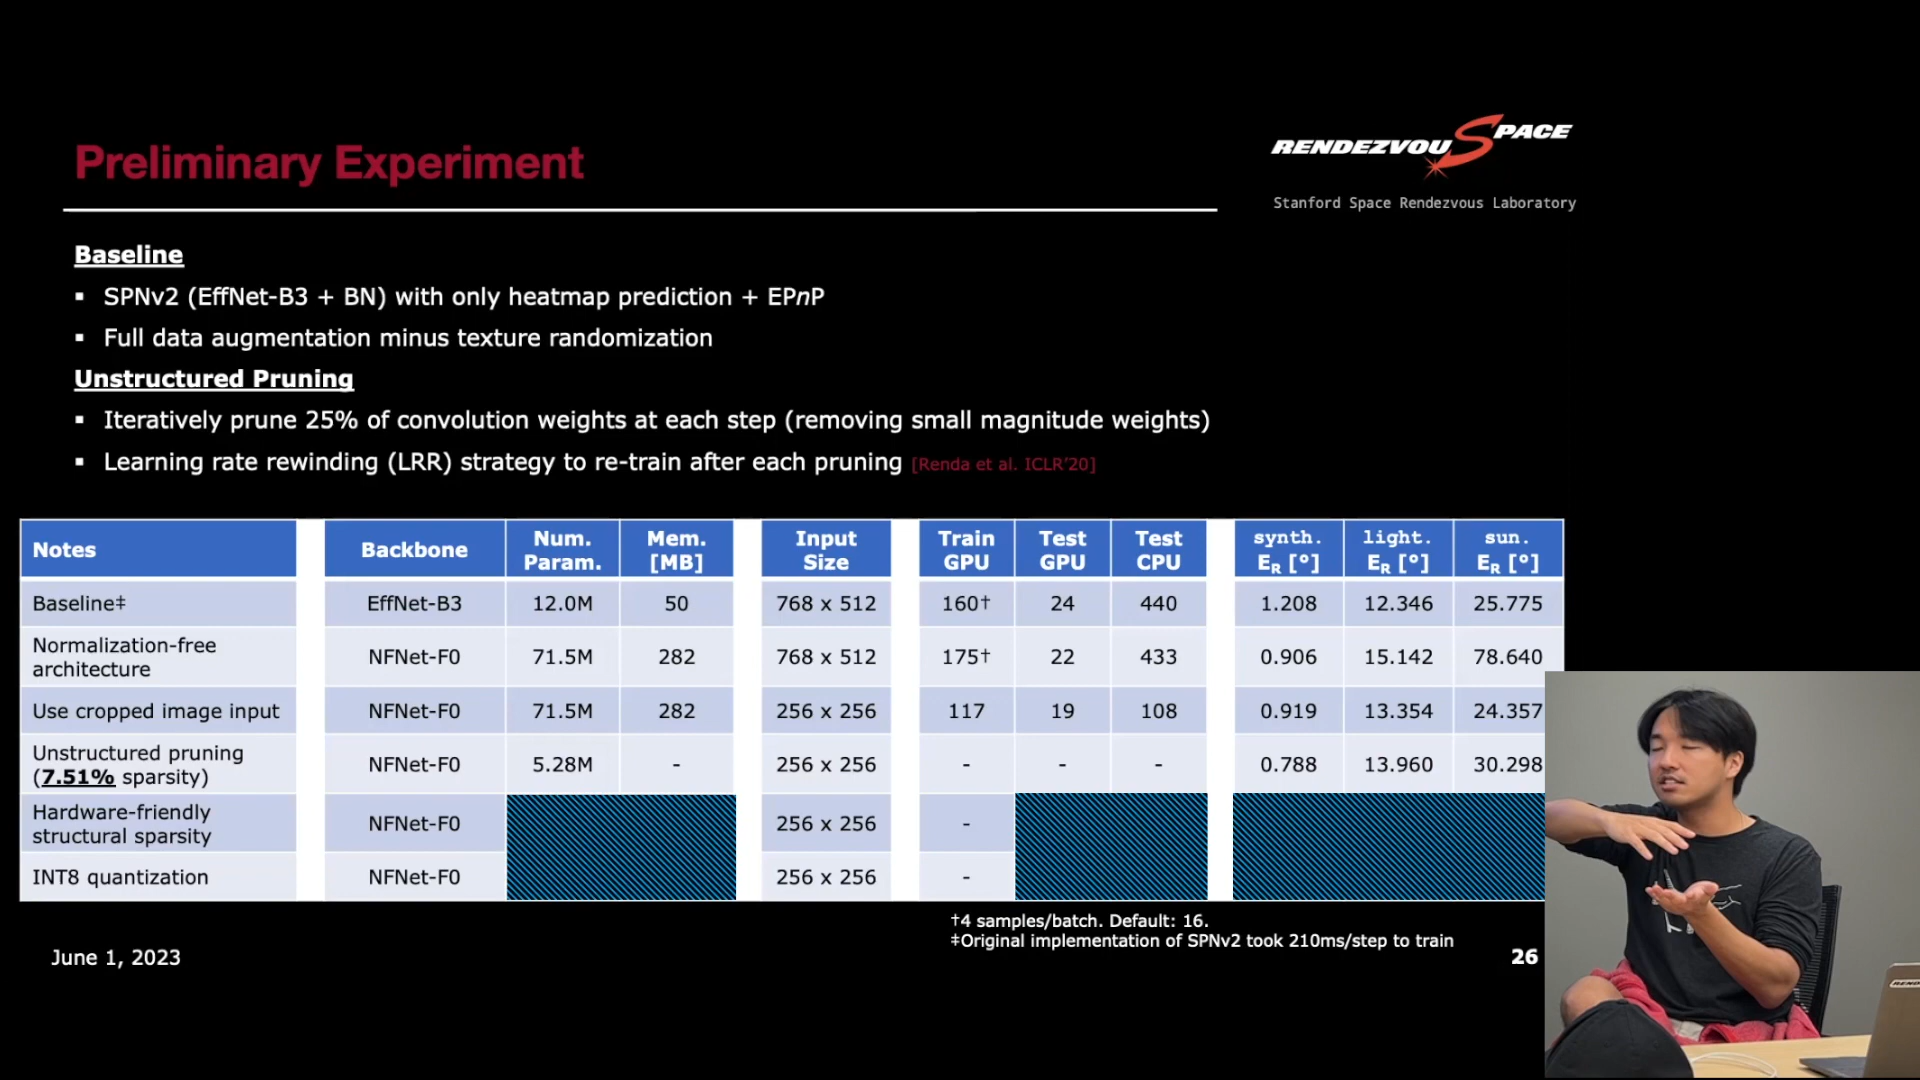 Preliminary Experiment
RENDEZVOUSPACE
Stanford Space Rendezvous Laboratory
Baseline
▪ SPNv2 (EffNet-B3 + BN) with only heatmap prediction + EPnP
▪ Full data augmentation minus texture randomization
Unstructured Pruning
▪ Iteratively prune 25% of convolution weights at each step (removing small magnitude weights)
▪ Learning rate rewinding (LRR) strategy to re-train after each pruning [Renda et al. ICLR'20]
Notes Backbone Num. Param. Mem. [MB] Input Size Train GPU Test GPU Test CPU synth. E_R [°] light. E_R [°] sun. E_R [°]
Baseline‡ EffNet-B3 12.0M 50 768 x 512 160† 24 440 1.208 12.346 25.775
Normalization-free architecture NFNet-F0 71.5M 282 768 x 512 175† 22 433 0.906 15.142 78.640
Use cropped image input NFNet-F0 71.5M 282 256 x 256 117 19 108 0.919 13.354 24.357
Unstructured pruning (7.51% sparsity) NFNet-F0 5.28M - 256 x 256 - - - 0.788 13.960 30.298
Hardware-friendly structural sparsity NFNet-F0 256 x 256 -
INT8 quantization NFNet-F0 256 x 256 -
†4 samples/batch. Default: 16.
‡Original implementation of SPNv2 took 210ms/step to train
June 1, 2023
26